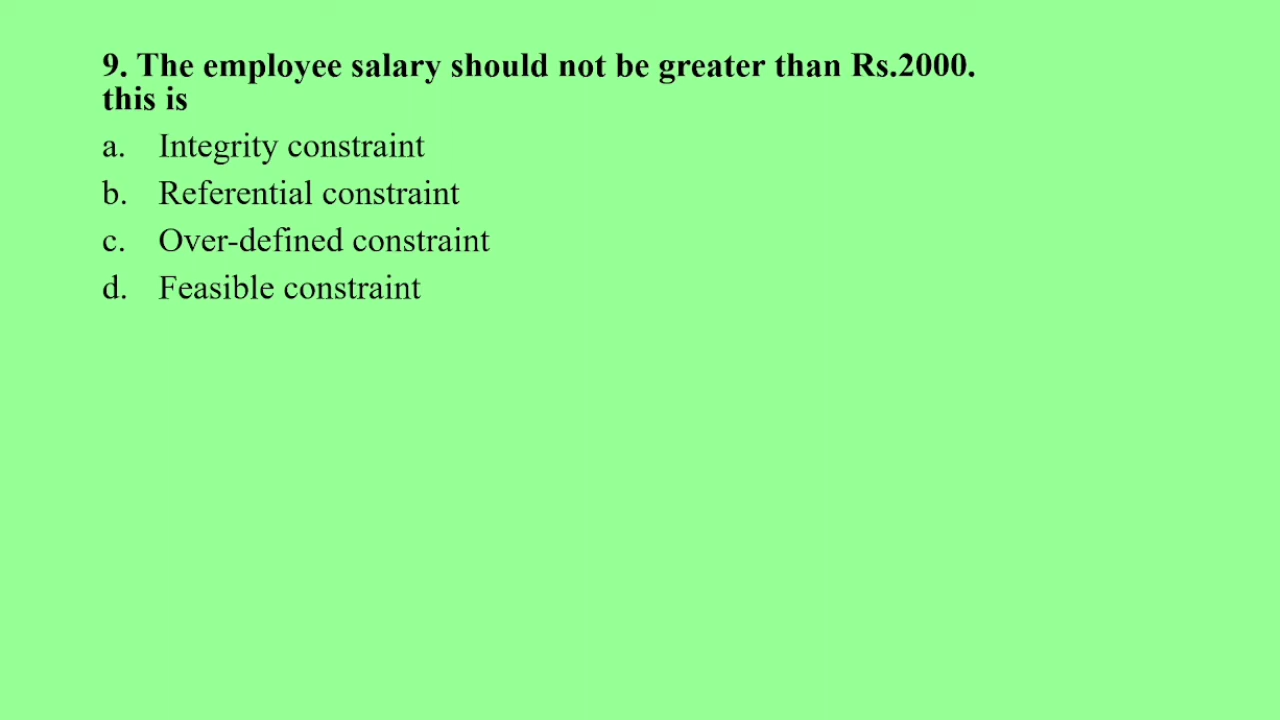 9. The employee salary should not be greater than Rs.2000.
this is
a. Integrity constraint
b. Referential constraint
c. Over-defined constraint
d. Feasible constraint